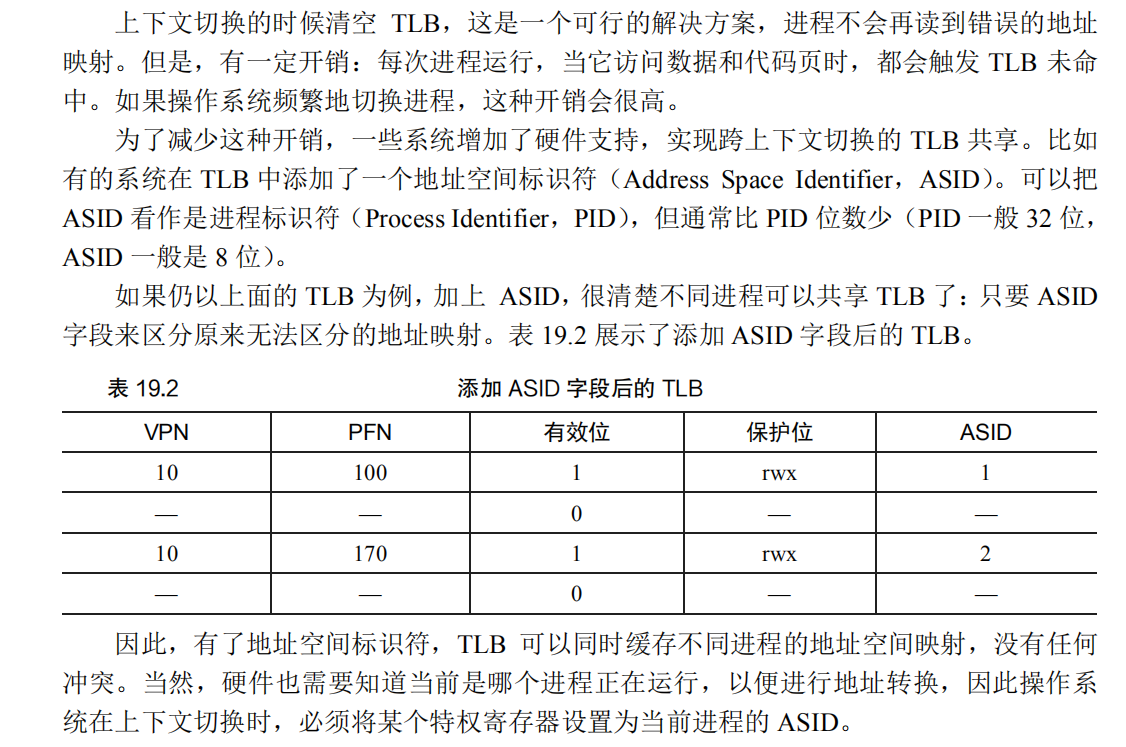 上下文切换的时候清空 TLB，这是一个可行的解决方案，进程不会再读到错误的地址
映射。但是，有一定开销：每次进程运行，当它访问数据和代码页时，都会触发 TLB 未命
中。如果操作系统频繁地切换进程，这种开销会很高。
为了减少这种开销，一些系统增加了硬件支持，实现跨上下文切换的 TLB 共享。比如
有的系统在 TLB 中添加了一个地址空间标识符（Address Space Identifier，ASID）。可以把
ASID 看作是进程标识符（Process Identifier，PID），但通常比 PID 位数少（PID 一般 32 位，
ASID 一般是 8 位）。
如果仍以上面的 TLB 为例，加上 ASID，很清楚不同进程可以共享 TLB 了：只要 ASID
字段来区分原来无法区分的地址映射。表 19.2 展示了添加 ASID 字段后的 TLB。
表 19.2 添加 ASID 字段后的 TLB
VPN PFN 有效位 保护位 ASID
10 100 1 rwx 1
— — 0 — —
10 170 1 rwx 2
— — 0 — —
因此，有了地址空间标识符，TLB 可以同时缓存不同进程的地址空间映射，没有任何
冲突。当然，硬件也需要知道当前是哪个进程正在运行，以便进行地址转换，因此操作系
统在上下文切换时，必须将某个特权寄存器设置为当前进程的 ASID。